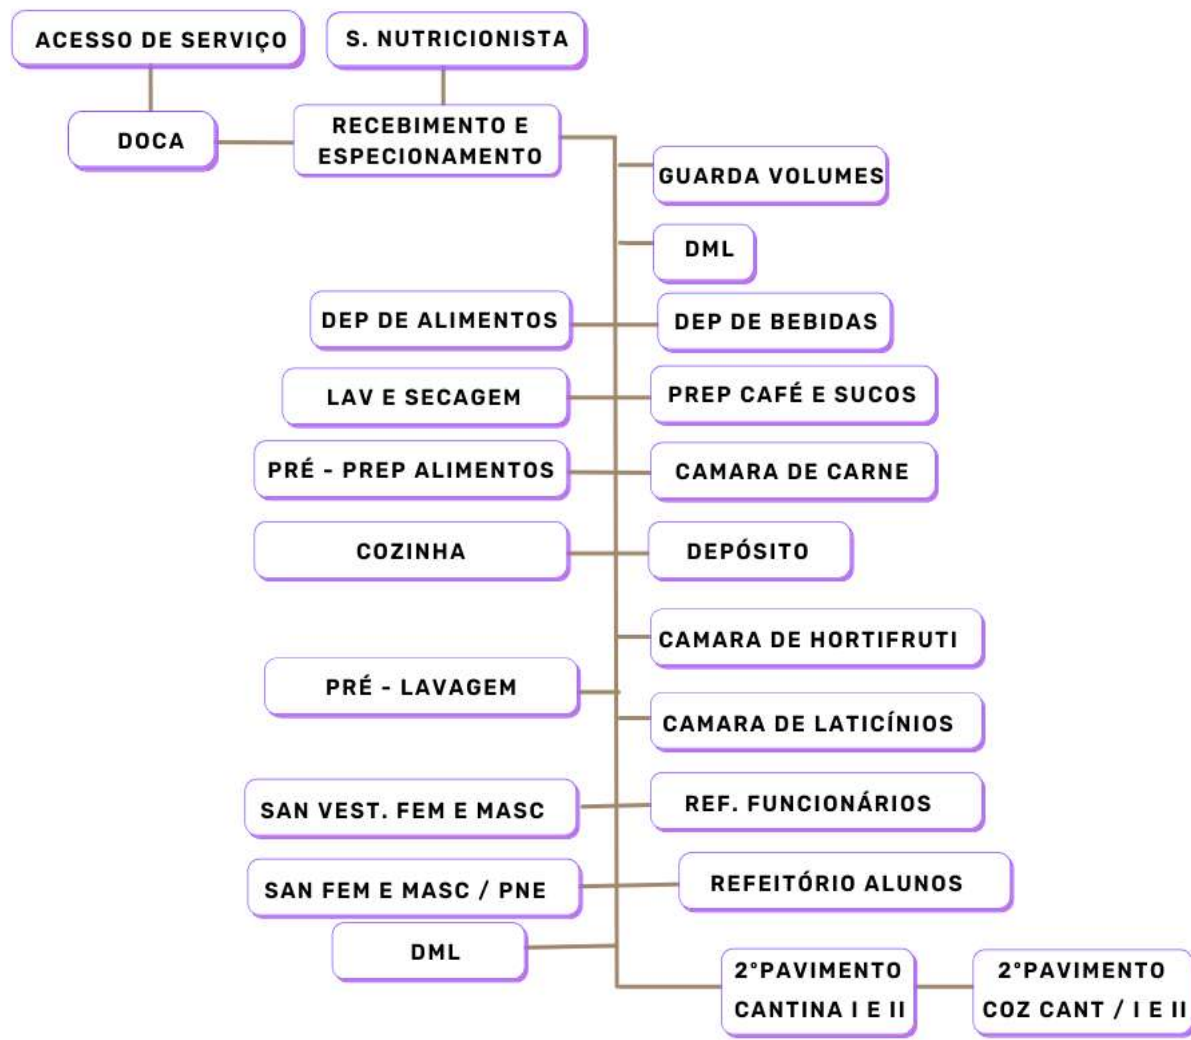 ACESSO DE SERVIÇO
S. NUTRICIONISTA
DOCA
RECEBIMENTO E
ESPECIONAMENTO
GUARDA VOLUMES
DML
DEP DE ALIMENTOS
DEP DE BEBIDAS
LAV E SECAGEM
PREP CAFÉ E SUCOS
PRÉ - PREP ALIMENTOS
CAMARA DE CARNE
COZINHA
DEPÓSITO
CAMARA DE HORTIFRUTI
PRÉ - LAVAGEM
CAMARA DE LATICÍNIOS
SAN VEST. FEM E MASC
REF. FUNCIONÁRIOS
SAN FEM E MASC / PNE
REFEITÓRIO ALUNOS
DML
2°PAVIMENTO
CANTINA I E II
2°PAVIMENTO
COZ CANT / I E II